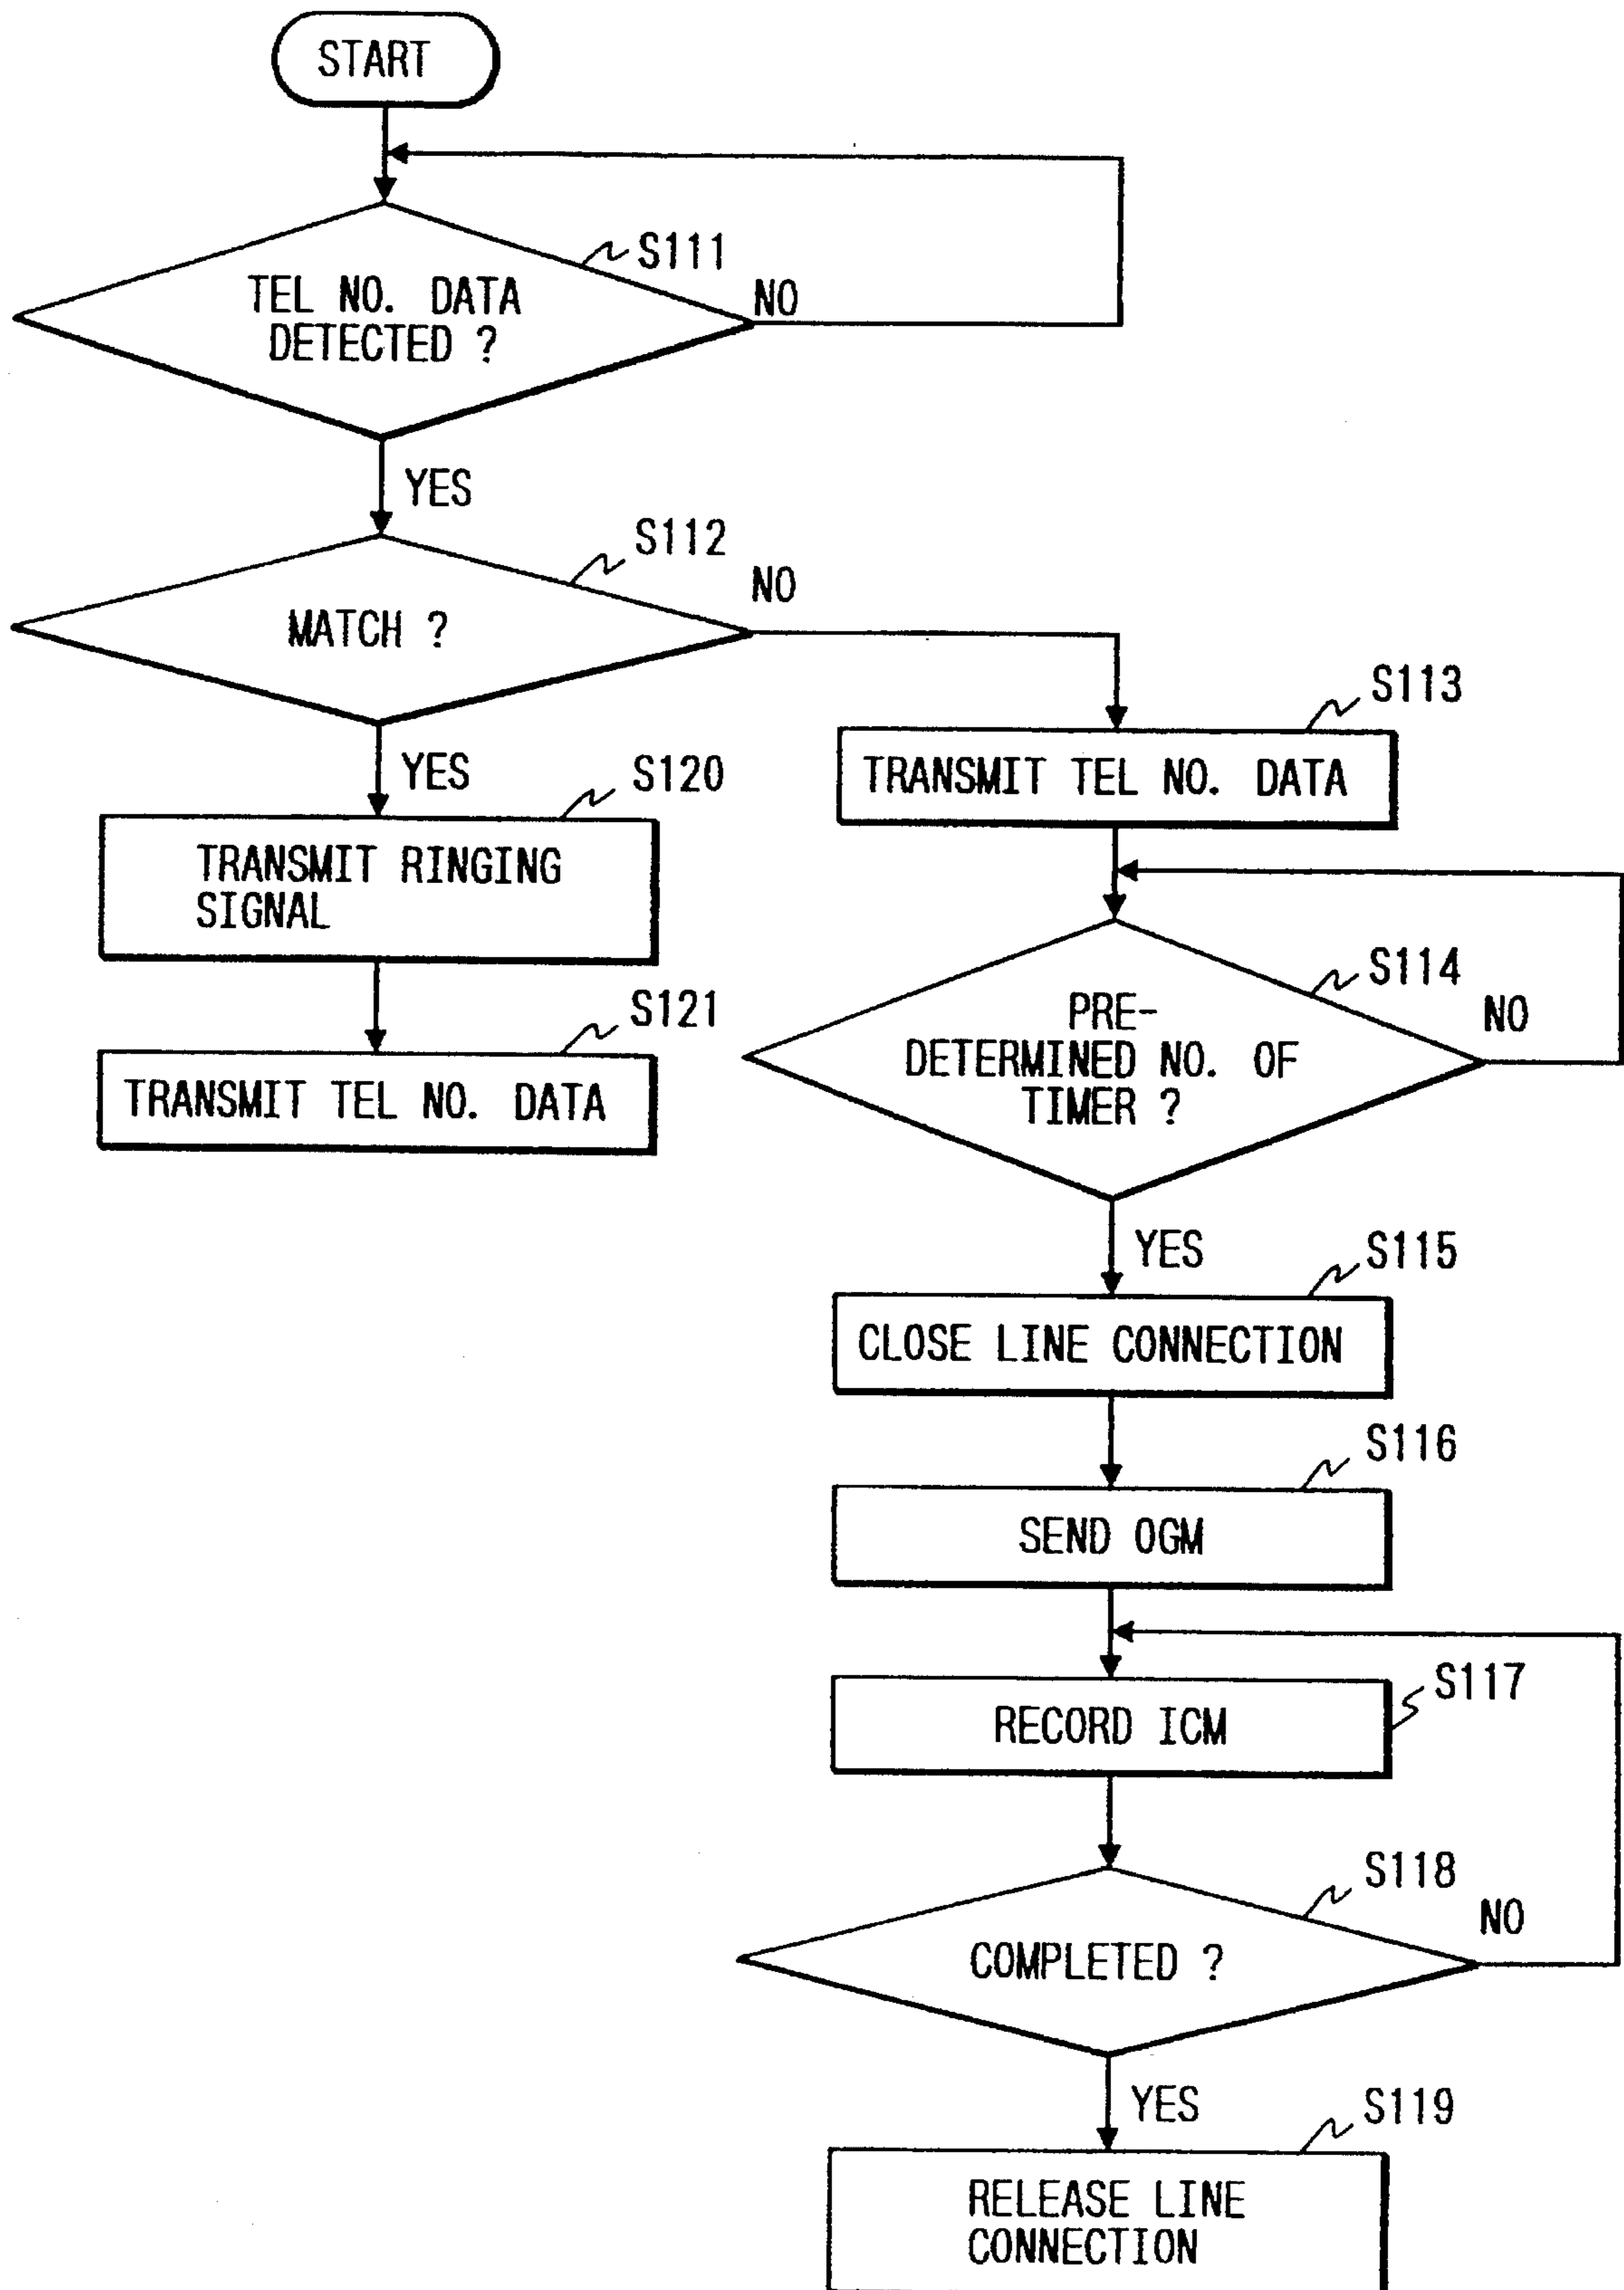 START
S111
TEL NO. DATA
DETECTED ?
NO
YES
S112
NO
MATCH ?
YES
S120
TRANSMIT RINGING
SIGNAL
S121
TRANSMIT TEL NO. DATA
S113
TRANSMIT TEL NO. DATA
S114
NO
PRE-
DETERMINED NO. OF
TIMER ?
YES
S115
CLOSE LINE CONNECTION
S116
SEND OGM
S117
RECORD ICM
S118
NO
COMPLETED ?
YES
S119
RELEASE LINE
CONNECTION